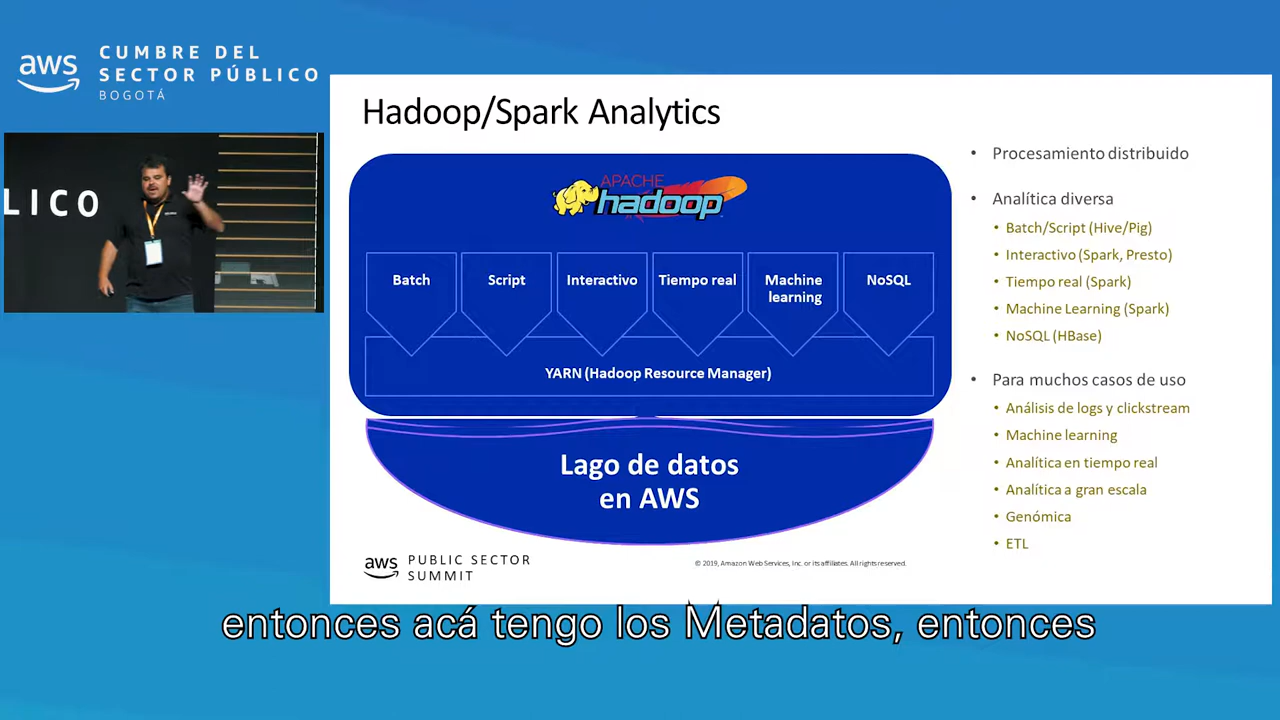 aws
CUMBRE DEL
SECTOR PÚBLICO
BOGOTÁ
LICO
Hadoop/Spark Analytics
APACHE
hadoop
Batch
Script
Interactivo
Tiempo real
Machine
learning
NoSQL
YARN (Hadoop Resource Manager)
Lago de datos
en AWS
• Procesamiento distribuido
• Analítica diversa
• Batch/Script (Hive/Pig)
• Interactivo (Spark, Presto)
• Tiempo real (Spark)
• Machine Learning (Spark)
• NoSQL (HBase)
• Para muchos casos de uso
• Análisis de logs y clickstream
• Machine learning
• Analítica en tiempo real
• Analítica a gran escala
• Genómica
• ETL
aws
PUBLIC SECTOR
SUMMIT
© 2019, Amazon Web Services, Inc. or its affiliates. All rights reserved.
entonces acá tengo los Metadatos, entonces